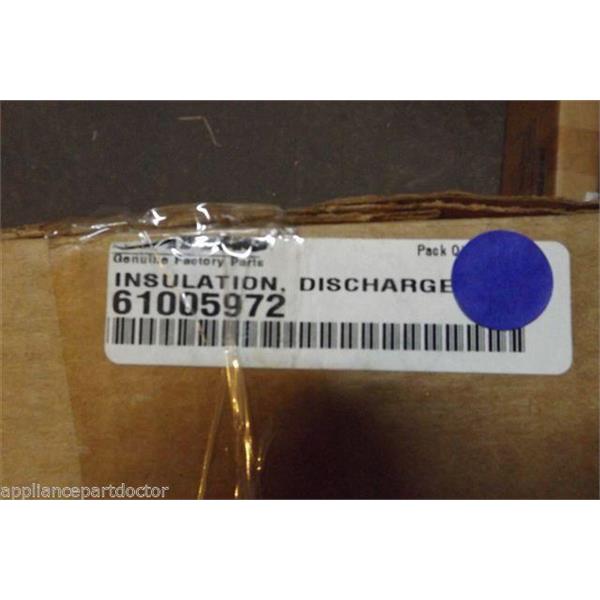 Genuine Factory Parts
Pack
INSULATION, DISCHARGE
61005972
appliancepartdoctor